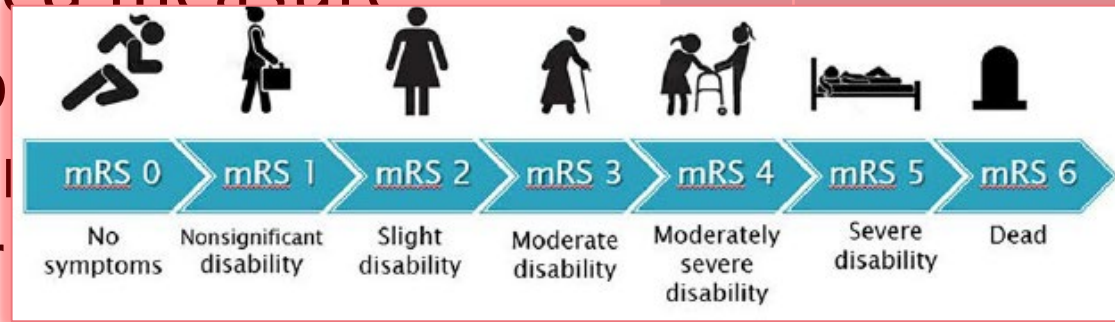 mRS 0 mRS 1 mRS 2 mRS 3 mRS 4 mRS 5 mRS 6
No symptoms
Nonsignificant disability
Slight disability
Moderate disability
Moderately severe disability
Severe disability
Dead